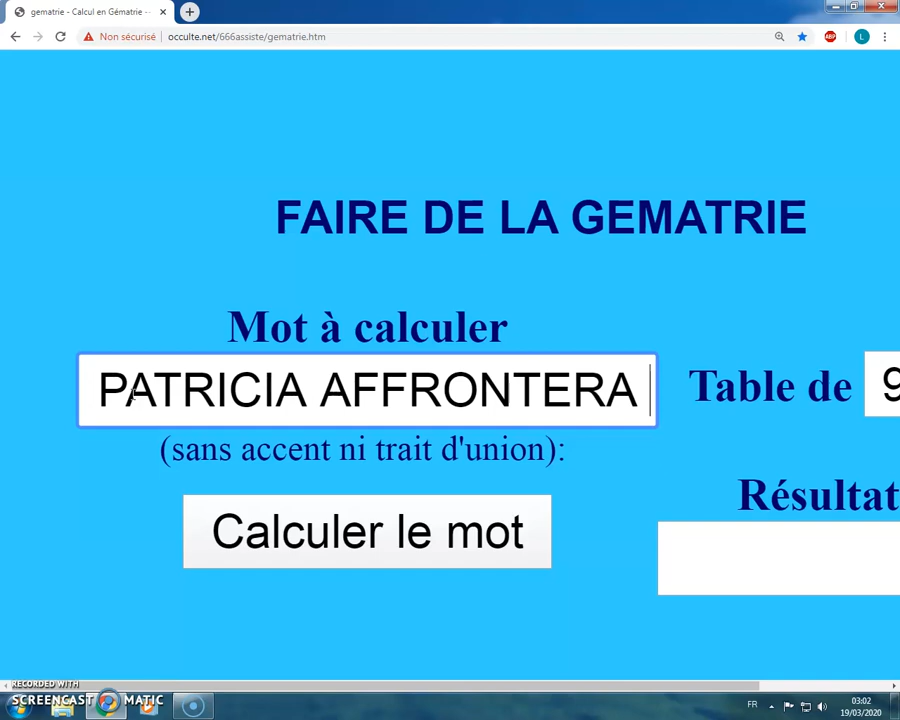 gematrie - Calcul en Gématrie -
Non sécurisé | occulte.net/666assiste/gematrie.htm
ABP
L
FAIRE DE LA GEMATRIE
Mot à calculer
PATRICIA AFFRONTERA
Table de 9
(sans accent ni trait d'union):
Résultat
Calculer le mot
RECORDED WITH
SCREENCAST MATIC
FR
03:02
19/03/2020